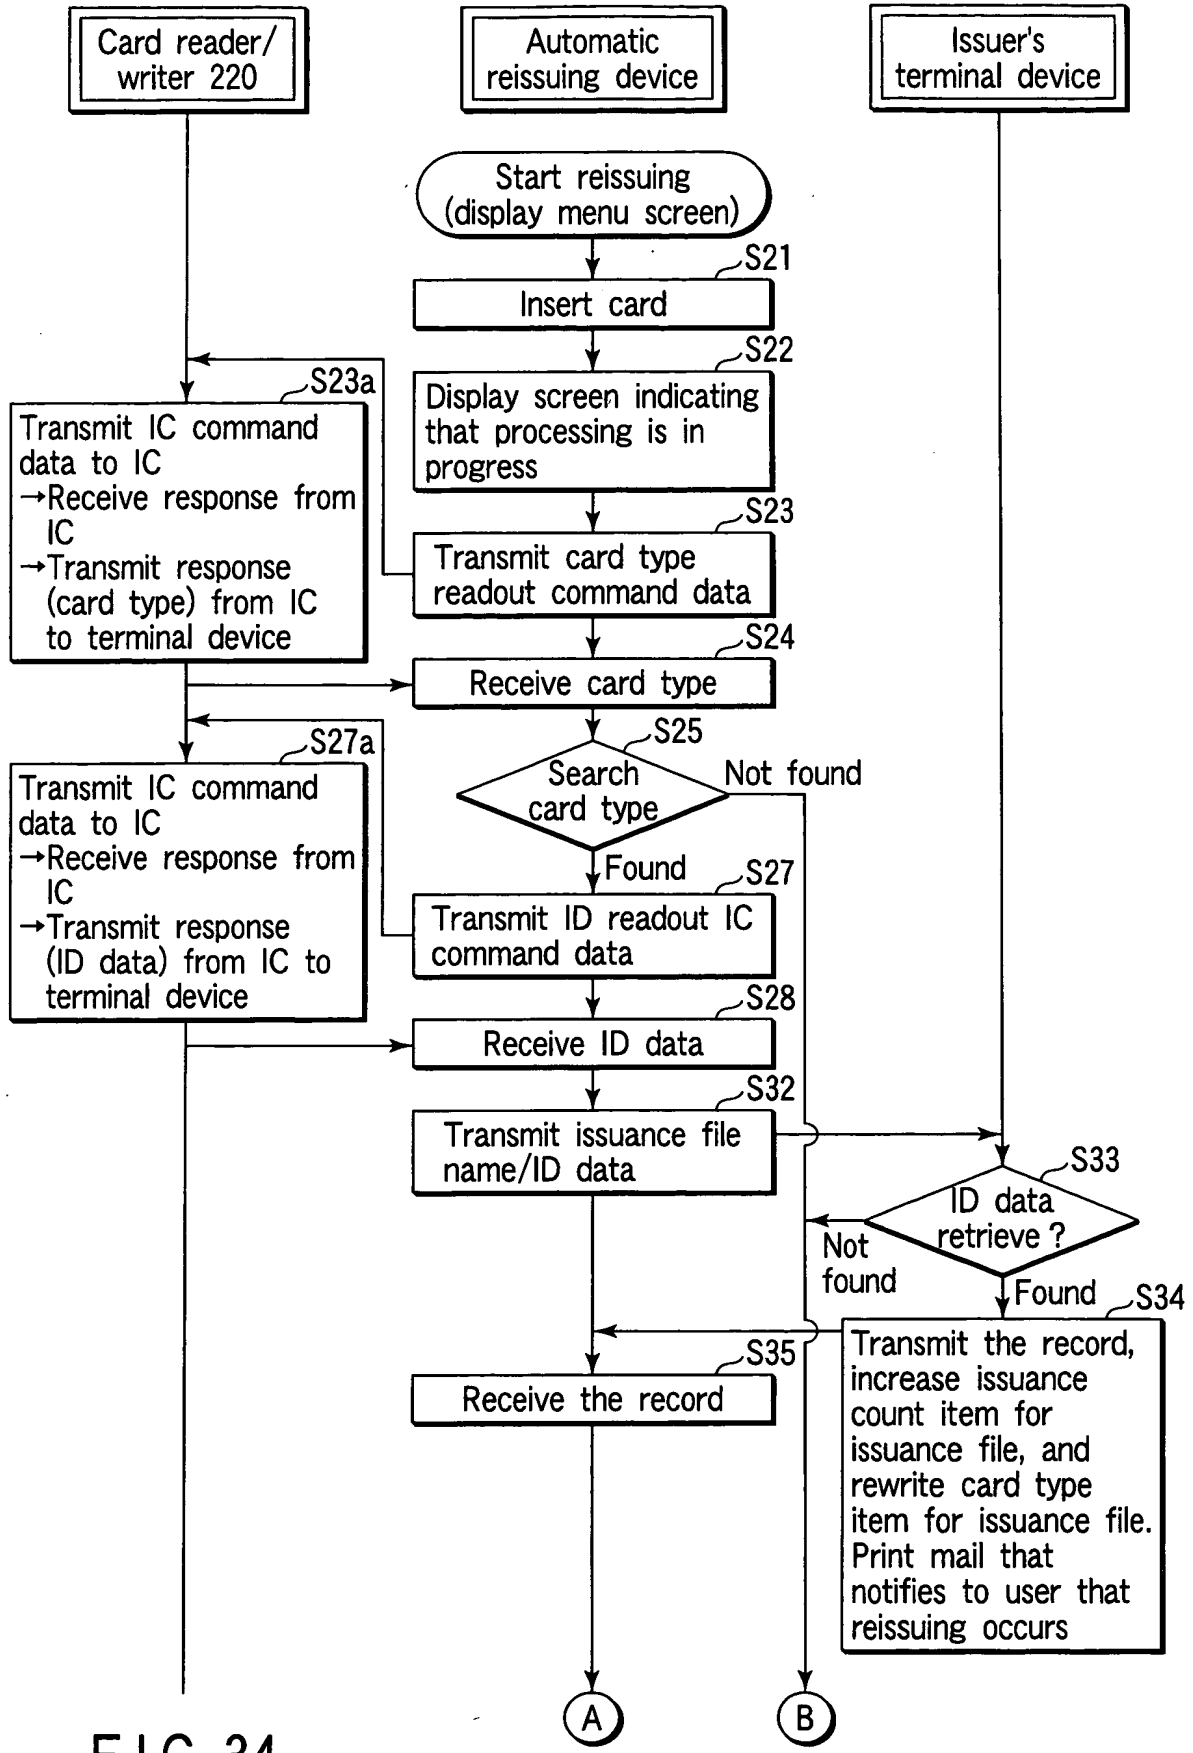 Card reader/
writer 220
Automatic
reissuing device
Issuer's
terminal device
Start reissuing
(display menu screen)
S21
Insert card
S22
Display screen indicating
that processing is in
progress
S23a
Transmit IC command
data to IC
→Receive response from
IC
→Transmit response
(card type) from IC
to terminal device
S23
Transmit card type
readout command data
S24
Receive card type
S25
Search
card type
Not found
Found
S27a
Transmit IC command
data to IC
→Receive response from
IC
→Transmit response
(ID data) from IC to
terminal device
S27
Transmit ID readout IC
command data
S28
Receive ID data
S32
Transmit issuance file
name/ID data
S33
ID data
retrieve ?
Not
found
Found
S34
Transmit the record,
increase issuance
count item for
issuance file, and
rewrite card type
item for issuance file.
Print mail that
notifies to user that
reissuing occurs
S35
Receive the record
A
B
FIG. 34